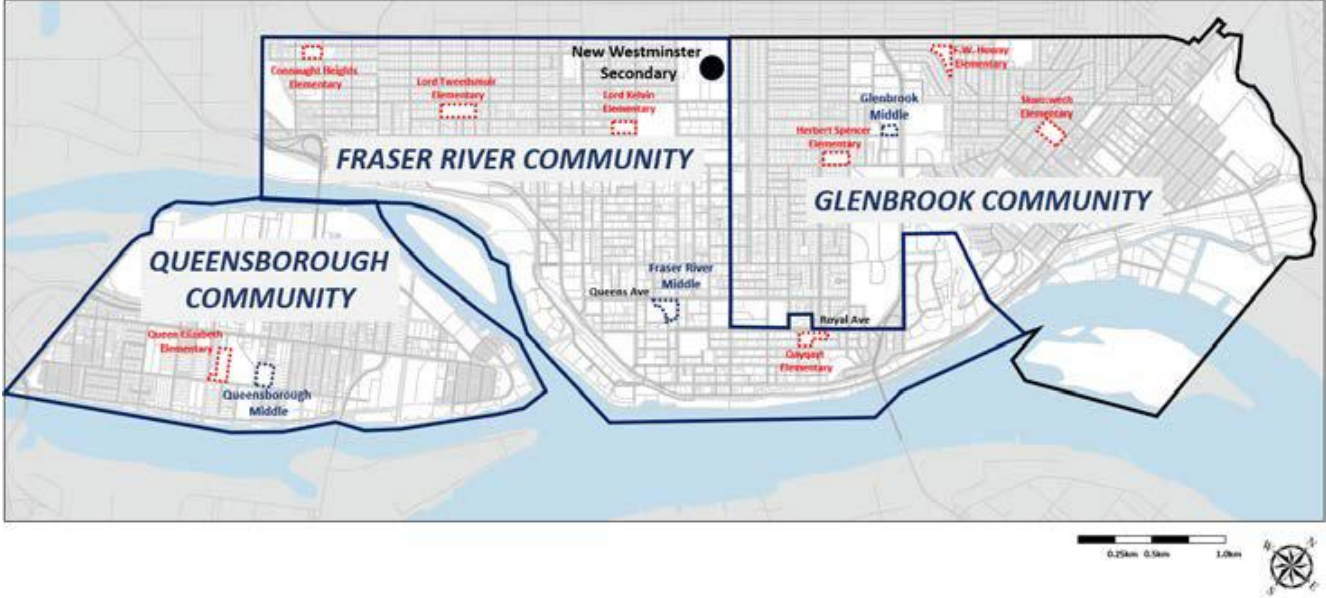 New Westminster
Secondary
Connaught Heights
Elementary
Lord Tweedsmuir
Elementary
Lord Kelvin
Elementary
F.W. Howay
Elementary
Glenbrook
Middle
Skwo:wech
Elementary
Herbert Spencer
Elementary
FRASER RIVER COMMUNITY
GLENBROOK COMMUNITY
QUEENSBOROUGH
COMMUNITY
Fraser River
Middle
Queens Ave
Royal Ave
Queen Elizabeth
Elementary
Qayqayt
Elementary
Queensborough
Middle
0.25km 0.5km 1.0km
W N
S E